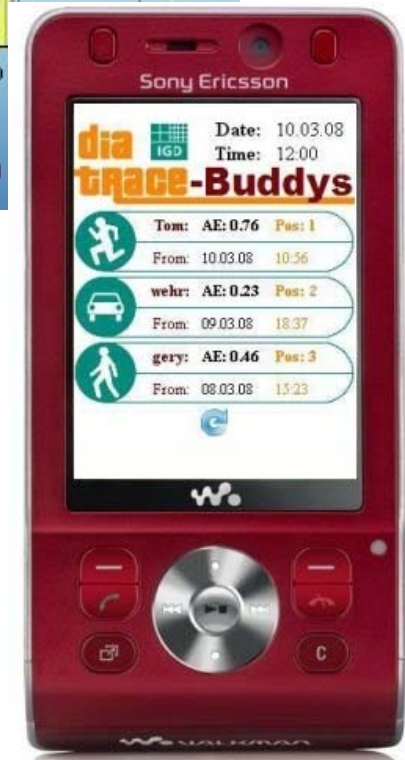 Sony Ericsson
dia
IGD
Date: 10.03.08
Time: 12:00
traCE-Buddys
Tom: AE: 0.76 Pos: 1
From: 10.03.08 10:56
wehr: AE: 0.23 Pos: 2
From: 09.03.08 18:37
gery: AE: 0.46 Pos: 3
From: 08.03.08 15:23
C
WALKMAN